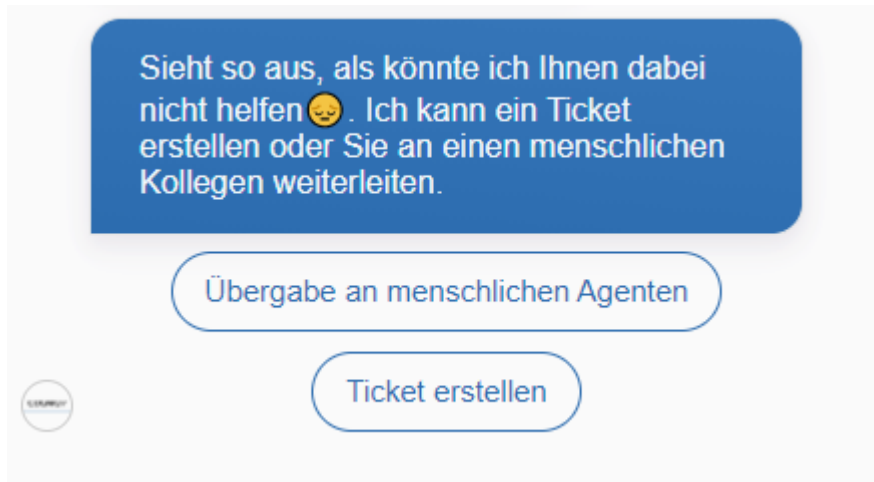 Sieht so aus, als könnte ich Ihnen dabei
nicht helfen😔. Ich kann ein Ticket
erstellen oder Sie an einen menschlichen
Kollegen weiterleiten.
Übergabe an menschlichen Agenten
Ticket erstellen